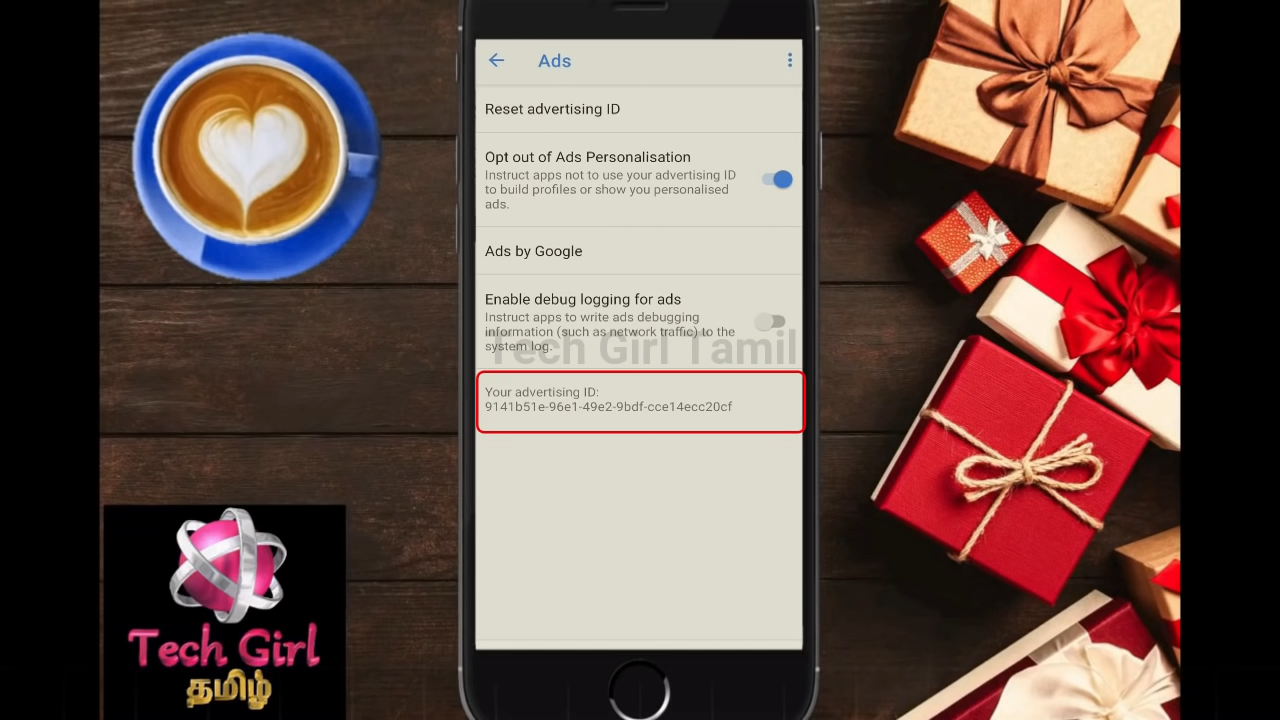 Ads
Reset advertising ID
Opt out of Ads Personalisation
Instruct apps not to use your advertising ID
to build profiles or show you personalised
ads.
Ads by Google
Enable debug logging for ads
Instruct apps to write ads debugging
information (such as network traffic) to the
system log.
Tech Girl Tamil
Your advertising ID:
9141b51e-96e1-49e2-9bdf-cce14ecc20cf
Tech Girl
தமிழ்